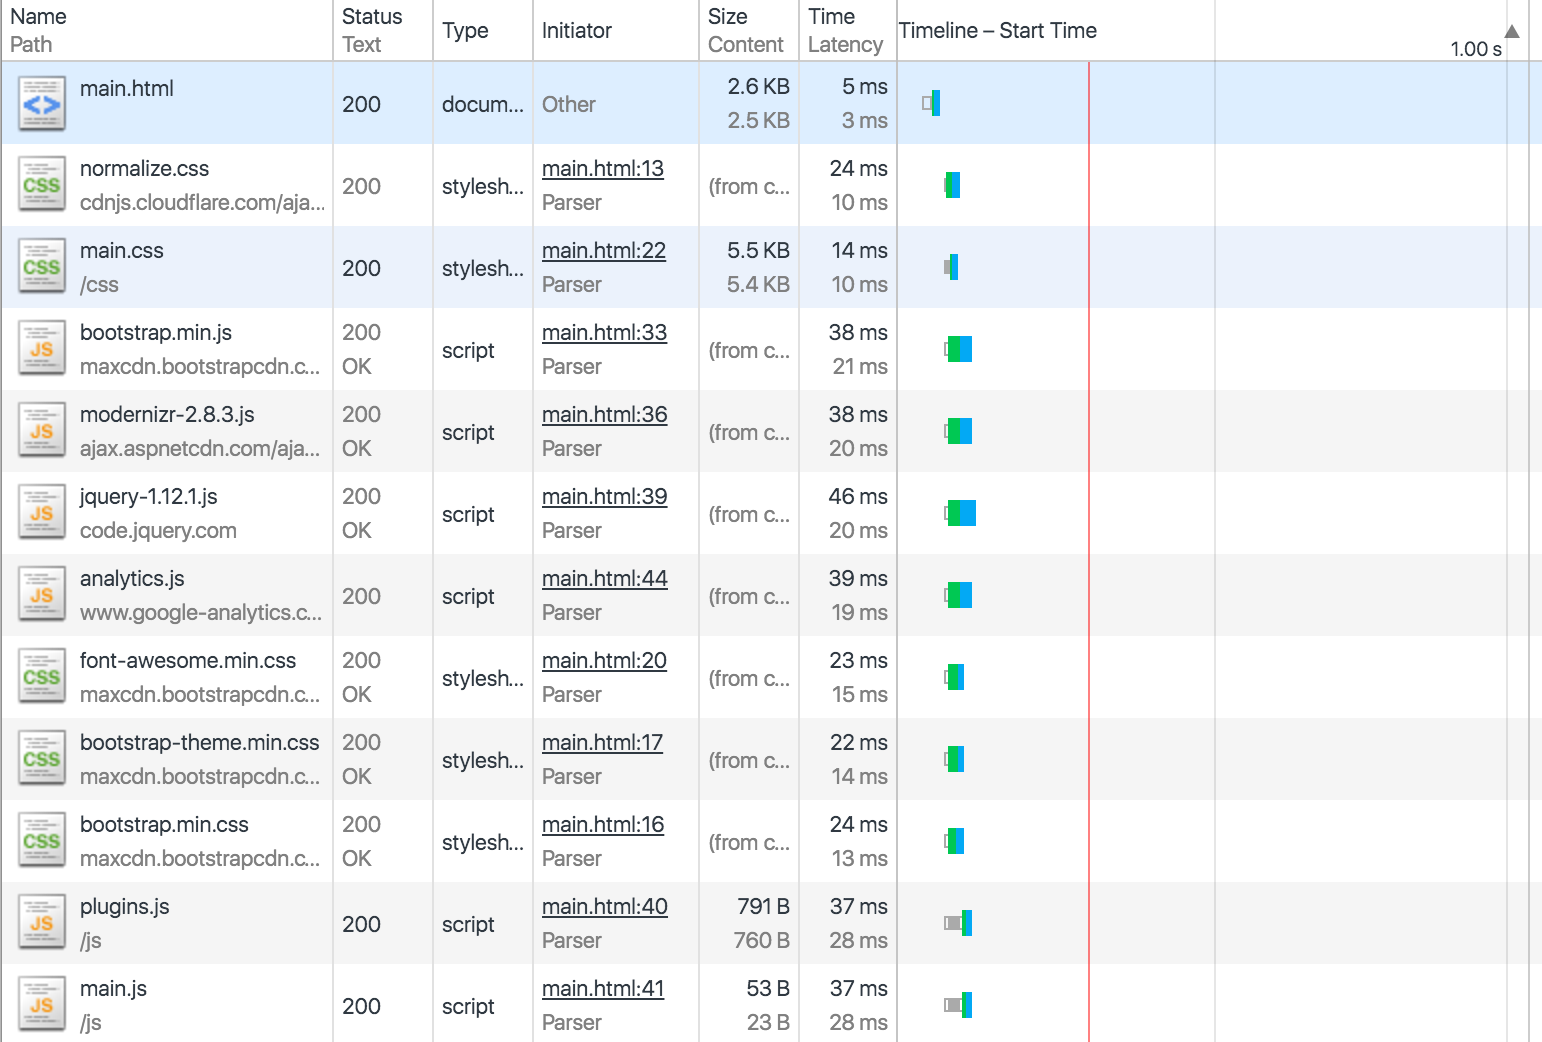 Name Status Type Initiator Size Time Timeline – Start Time
Path Text Content Latency 1.00 s
main.html 200 docum... Other 2.6 KB 5 ms
2.5 KB 3 ms
normalize.css 200 stylesh... main.html:13 (from c... 24 ms
cdnjs.cloudflare.com/aja... Parser 10 ms
main.css 200 stylesh... main.html:22 5.5 KB 14 ms
/css Parser 5.4 KB 10 ms
bootstrap.min.js 200 script main.html:33 (from c... 38 ms
maxcdn.bootstrapcdn.c... OK Parser 21 ms
modernizr-2.8.3.js 200 script main.html:36 (from c... 38 ms
ajax.aspnetcdn.com/aja... OK Parser 20 ms
jquery-1.12.1.js 200 script main.html:39 (from c... 46 ms
code.jquery.com OK Parser 20 ms
analytics.js 200 script main.html:44 (from c... 39 ms
www.google-analytics.c... Parser 19 ms
font-awesome.min.css 200 stylesh... main.html:20 (from c... 23 ms
maxcdn.bootstrapcdn.c... OK Parser 15 ms
bootstrap-theme.min.css 200 stylesh... main.html:17 (from c... 22 ms
maxcdn.bootstrapcdn.c... OK Parser 14 ms
bootstrap.min.css 200 stylesh... main.html:16 (from c... 24 ms
maxcdn.bootstrapcdn.c... OK Parser 13 ms
plugins.js 200 script main.html:40 791 B 37 ms
/js Parser 760 B 28 ms
main.js 200 script main.html:41 53 B 37 ms
/js Parser 23 B 28 ms
<> CSS CSS JS JS JS JS CSS CSS CSS JS JS